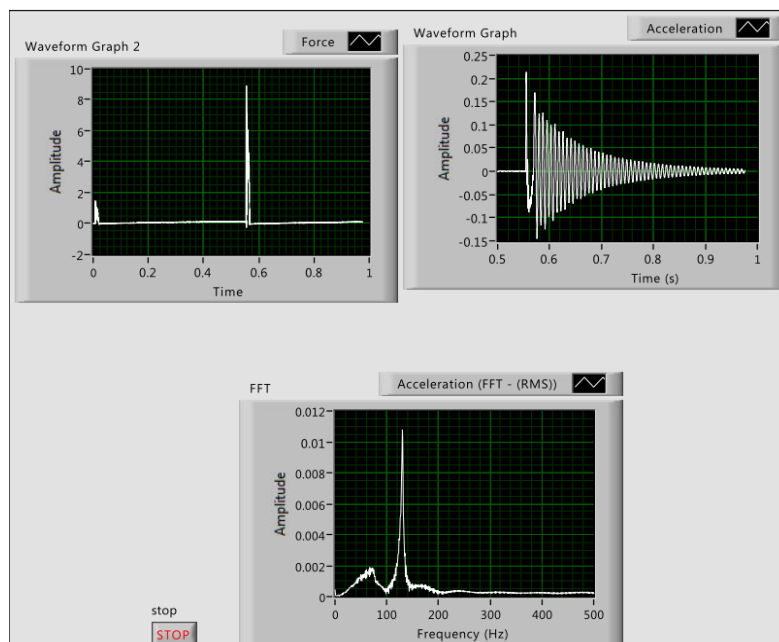 Waveform Graph 2
Force
10
8
6
4
2
0
-2
Amplitude
0 0.2 0.4 0.6 0.8 1
Time
Waveform Graph
Acceleration
0.25
0.2
0.15
0.1
0.05
0
-0.05
-0.1
-0.15
Amplitude
0.5 0.6 0.7 0.8 0.9 1
Time (s)
FFT
Acceleration (FFT - (RMS))
0.012
0.01
0.008
0.006
0.004
0.002
0
Amplitude
0 100 200 300 400 500
Frequency (Hz)
stop
STOP